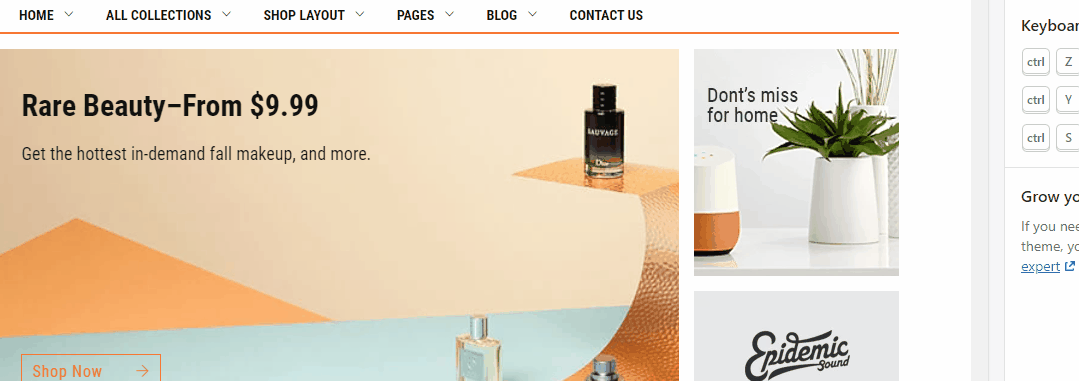 HOME ALL COLLECTIONS SHOP LAYOUT PAGES BLOG CONTACT US
Rare Beauty–From $9.99
Get the hottest in-demand fall makeup, and more.
SAUVAGE
Dior
Shop Now
Dont's miss
for home
Epidemic
Sound
Keyboar
ctrl Z
ctrl Y
ctrl S
Grow yo
If you nee
theme, yo
expert